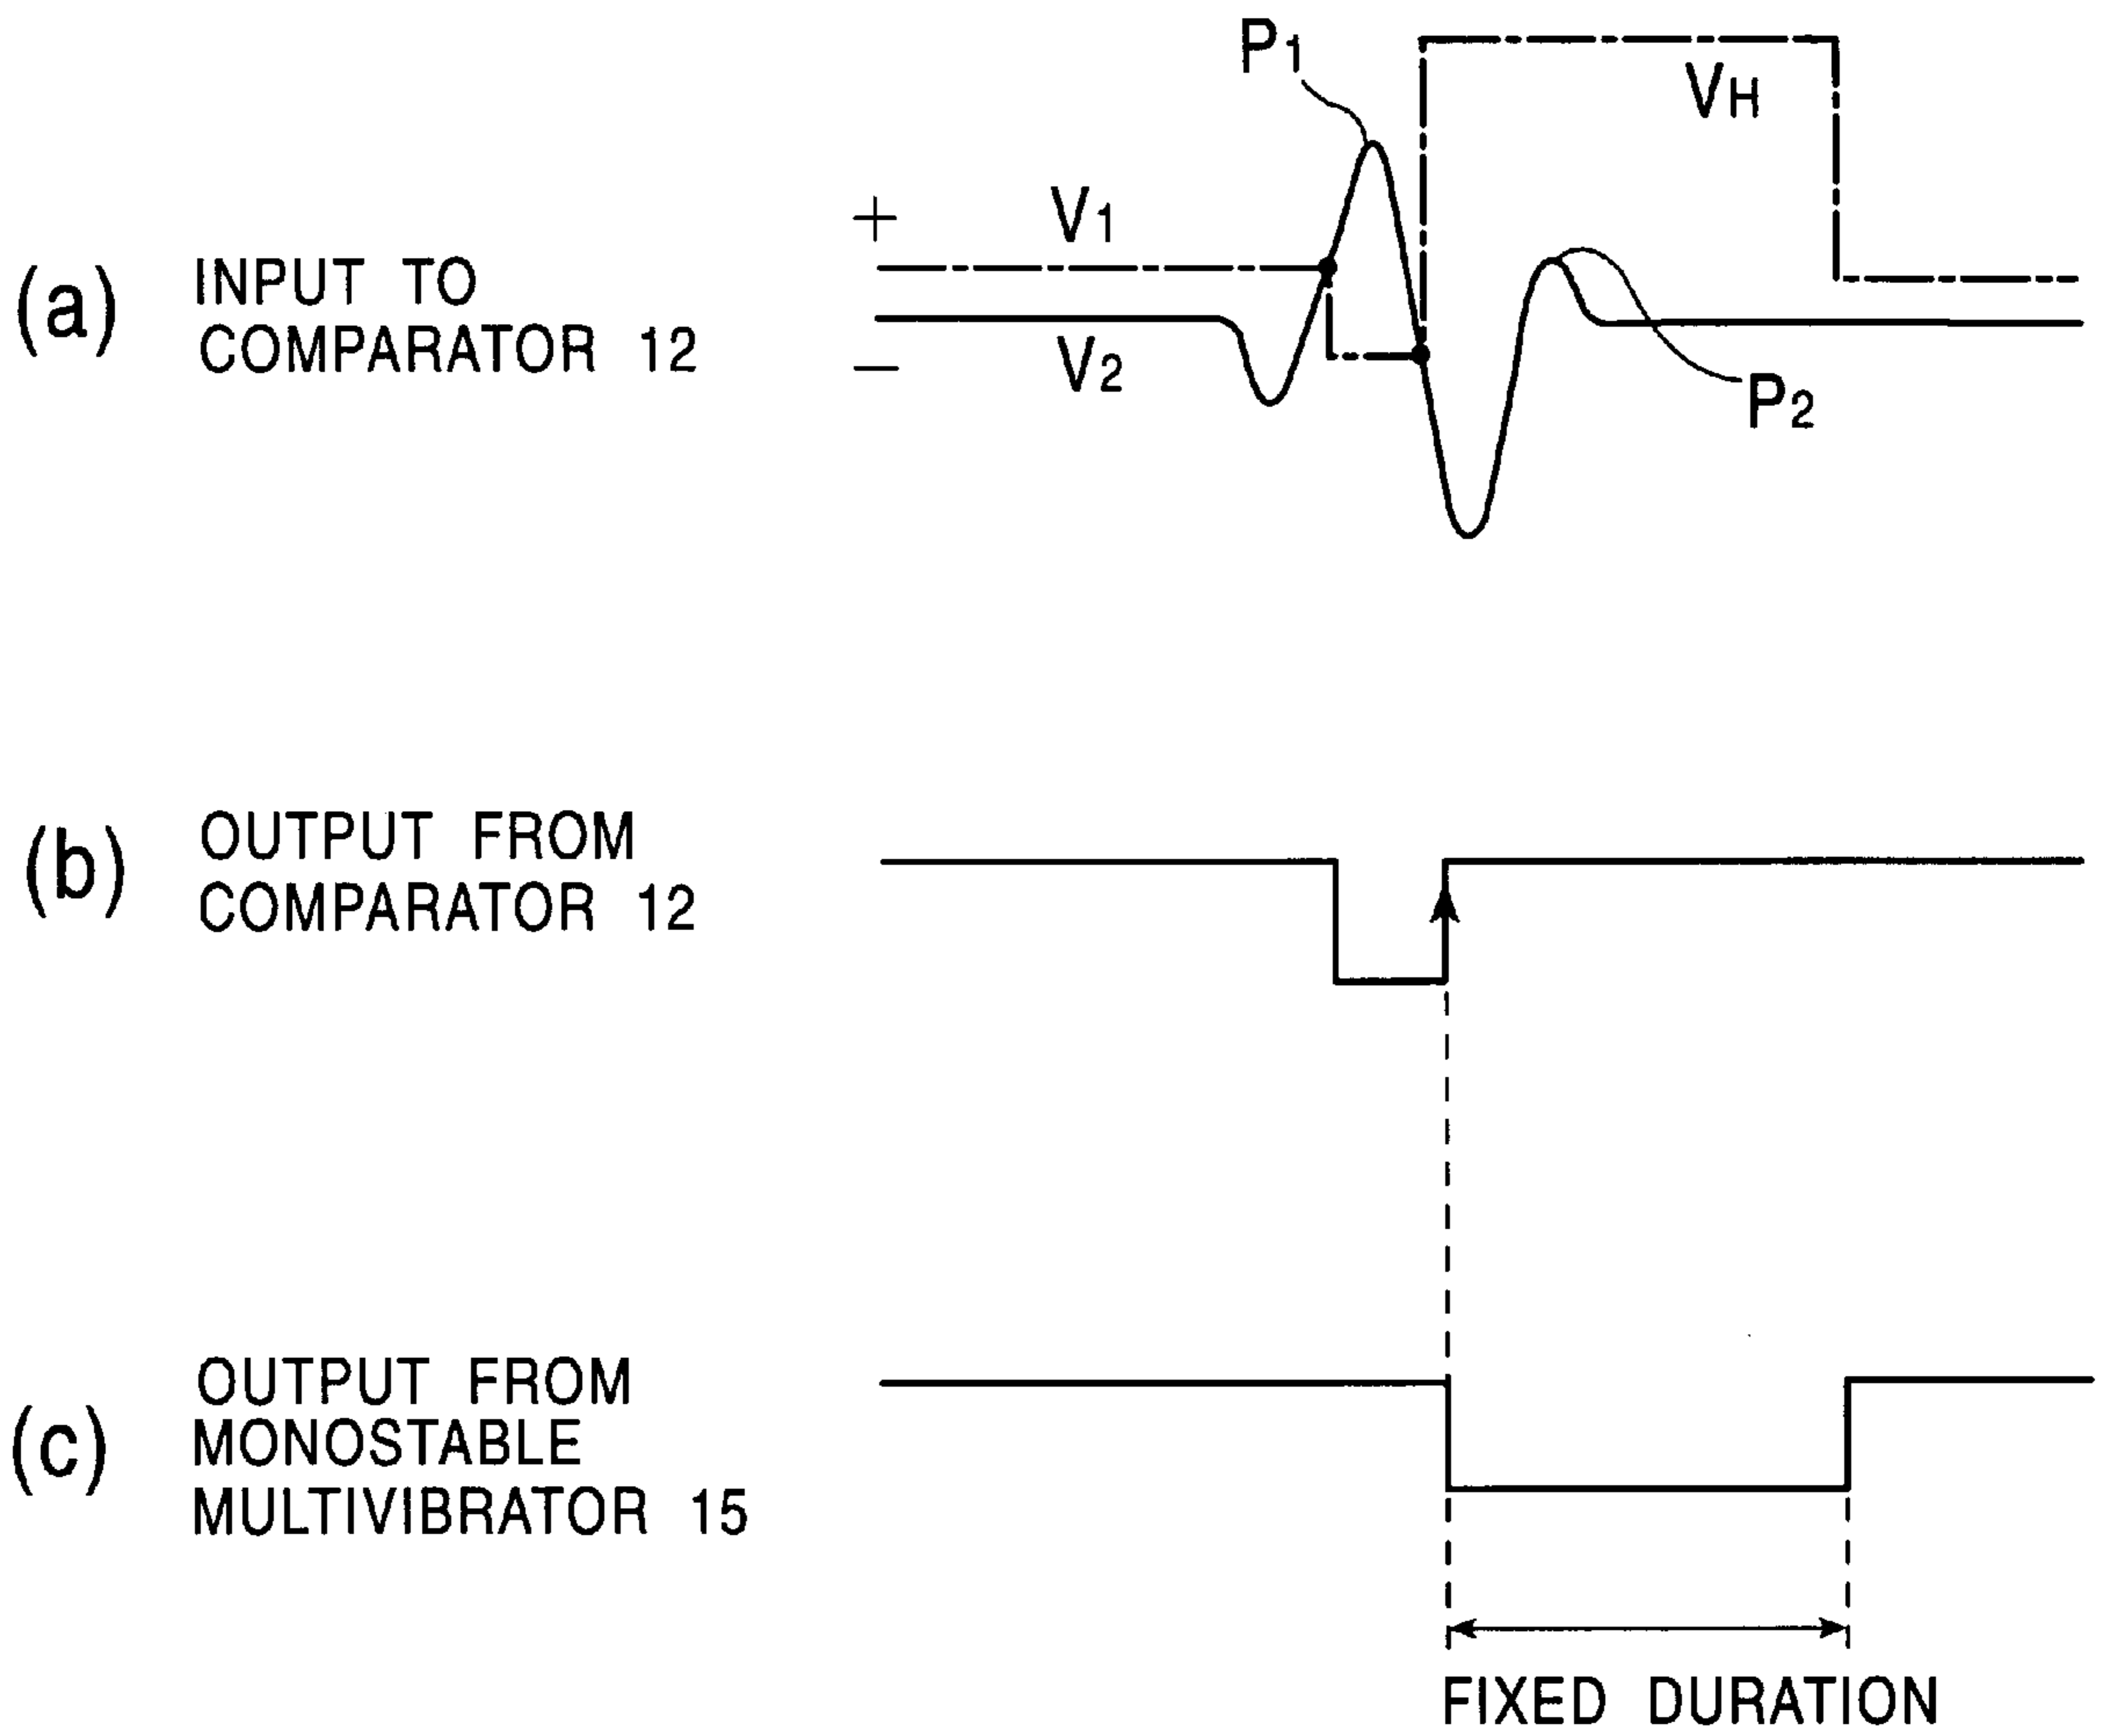 P1
VH
+
V1
(a) INPUT TO
COMPARATOR 12
−
V2
P2
(b) OUTPUT FROM
COMPARATOR 12
(c) OUTPUT FROM
MONOSTABLE
MULTIVIBRATOR 15
FIXED DURATION